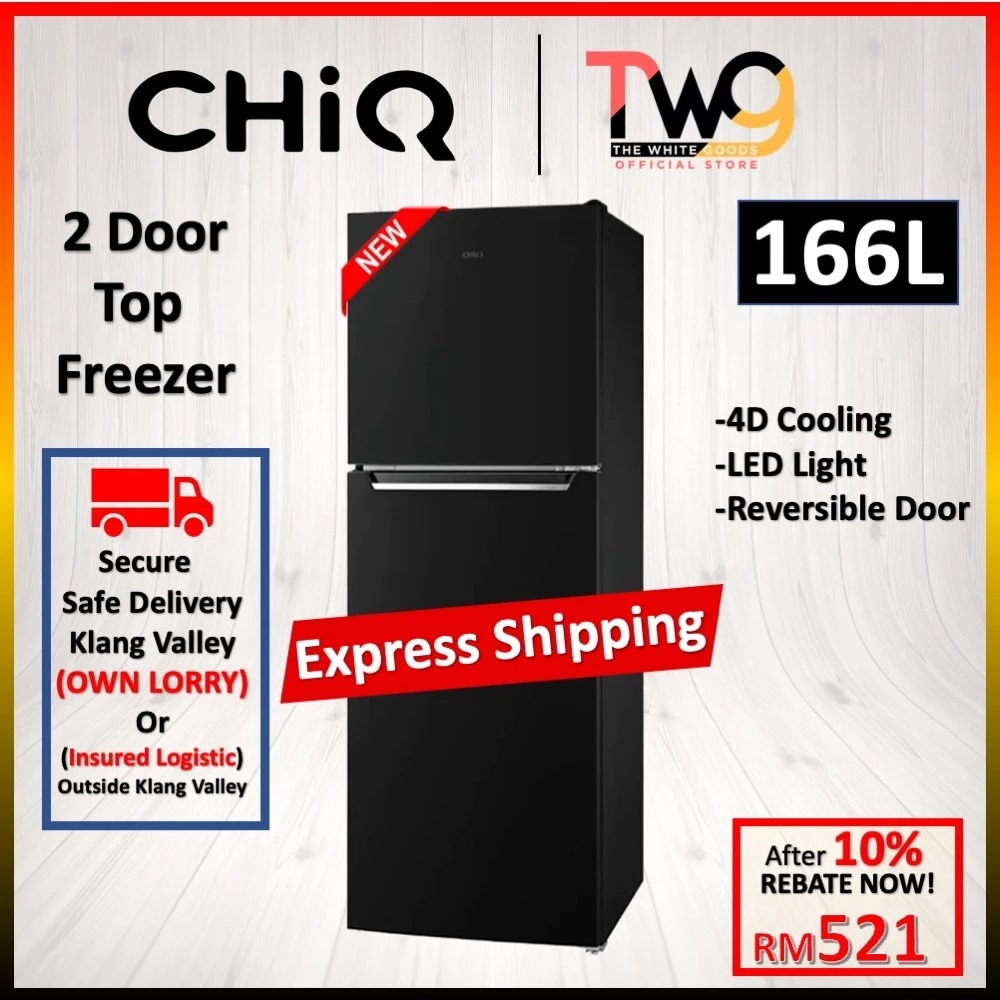 CHiQ
TWG
THE WHITE GOODS
OFFICIAL STORE
2 Door
Top
Freezer
NEW
CHiQ
166L
-4D Cooling
-LED Light
-Reversible Door
Secure
Safe Delivery
Klang Valley
(OWN LORRY)
Or
(Insured Logistic)
Outside Klang Valley
Express Shipping
After 10%
REBATE NOW!
RM521